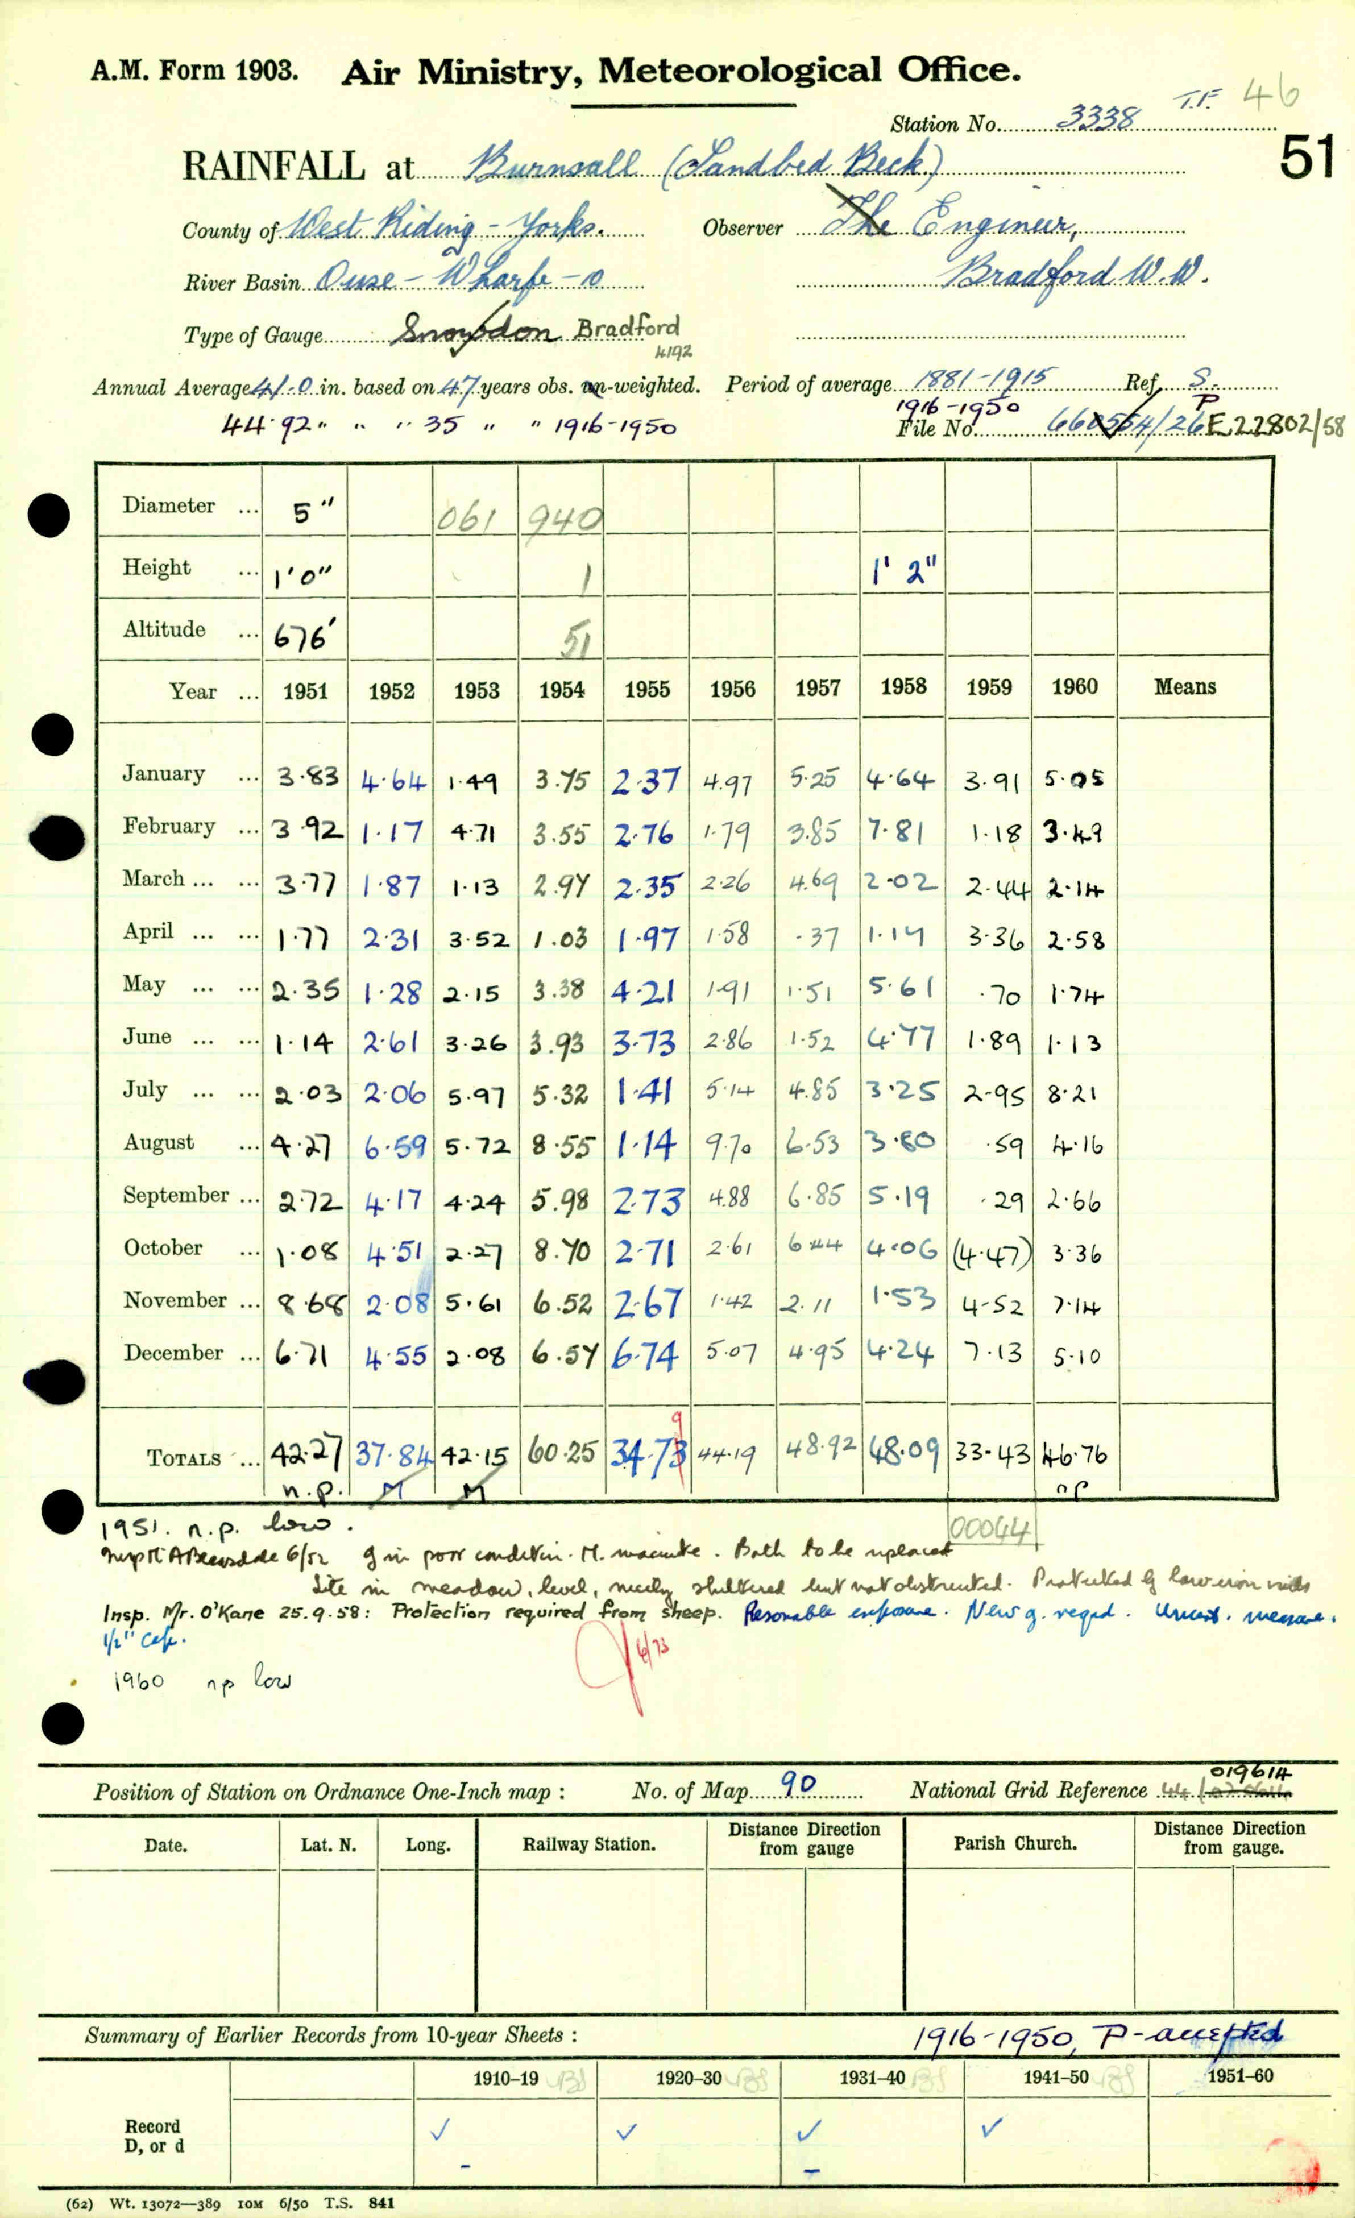 A.M. Form 1903. Air Ministry, Meteorological Office.
T.F. 46
Station No. 3338
51
RAINFALL at Burnsall (Sandbed Beck)
County of West Riding - Yorks. Observer The Engineer,
River Basin Ouse - Wharfe - o Bradford W.W.
Type of Gauge Snowdon Bradford
4192
Annual Average 41.0 in. based on 47 years obs. un-weighted. Period of average 1881-1915 Ref. S.
44.92 " " " 35 " " 1916-1950 1916-1950 P
File No. 660554/26 E22802/58
Diameter ... 5" 061 940
Height ... 1'0" 1 1' 2"
Altitude ... 676' 51
Year ... 1951 1952 1953 1954 1955 1956 1957 1958 1959 1960 Means
January ... 3.83 4.64 1.49 3.75 2.37 4.97 5.25 4.64 3.91 5.05
February ... 3.92 1.17 4.71 3.55 2.76 1.79 3.85 7.81 1.18 3.49
March ... ... 3.77 1.87 1.13 2.97 2.35 2.26 4.69 2.02 2.44 2.14
April ... ... 1.77 2.31 3.52 1.03 1.97 1.58 .37 1.17 3.36 2.58
May ... ... 2.35 1.28 2.15 3.38 4.21 1.91 1.51 5.61 .70 1.74
June ... ... 1.14 2.61 3.26 3.93 3.73 2.86 1.52 4.77 1.89 1.13
July ... ... 2.03 2.06 5.97 5.32 1.41 5.14 4.85 3.25 2.95 8.21
August ... 4.27 6.59 5.72 8.55 1.14 9.70 6.53 3.80 .59 4.16
September ... 2.72 4.17 4.24 5.98 2.73 4.88 6.85 5.19 .29 2.66
October ... 1.08 4.51 2.27 8.70 2.71 2.61 6.44 4.06 (4.47) 3.36
November ... 8.68 2.08 5.61 6.52 2.67 1.42 2.11 1.53 4.52 7.14
December ... 6.71 4.55 2.08 6.57 6.74 5.07 4.95 4.24 7.13 5.10
9
TOTALS ... 42.27 37.84 42.15 60.25 34.73 44.19 48.92 48.09 33.43 46.76
n.p. M M np
1951. n.p. low. 00044
6/52 g in poor condition. M. . Both to be replaced
Site in meadow, level, nicely sheltered but not obstructed. Protected by low iron rails
Insp. Mr. O'Kane 25.9.58: Protection required from sheep. Resonable exposure. New g. reqd. . measure.
1/2" cap.
6/73
1960 np low
Position of Station on Ordnance One-Inch map : No. of Map 90 National Grid Reference 44/ 019614
Date. Lat. N. Long. Railway Station. Distance from Direction gauge Parish Church. Distance from Direction gauge.
Summary of Earlier Records from 10-year Sheets : 1916-1950, P-accepted
1910–19 1920–30 1931–40 1941–50 1951–60
Record
D, or d ✓ ✓ ✓ ✓
– –
(62) Wt. 13072—389 10M 6/50 T.S. 841